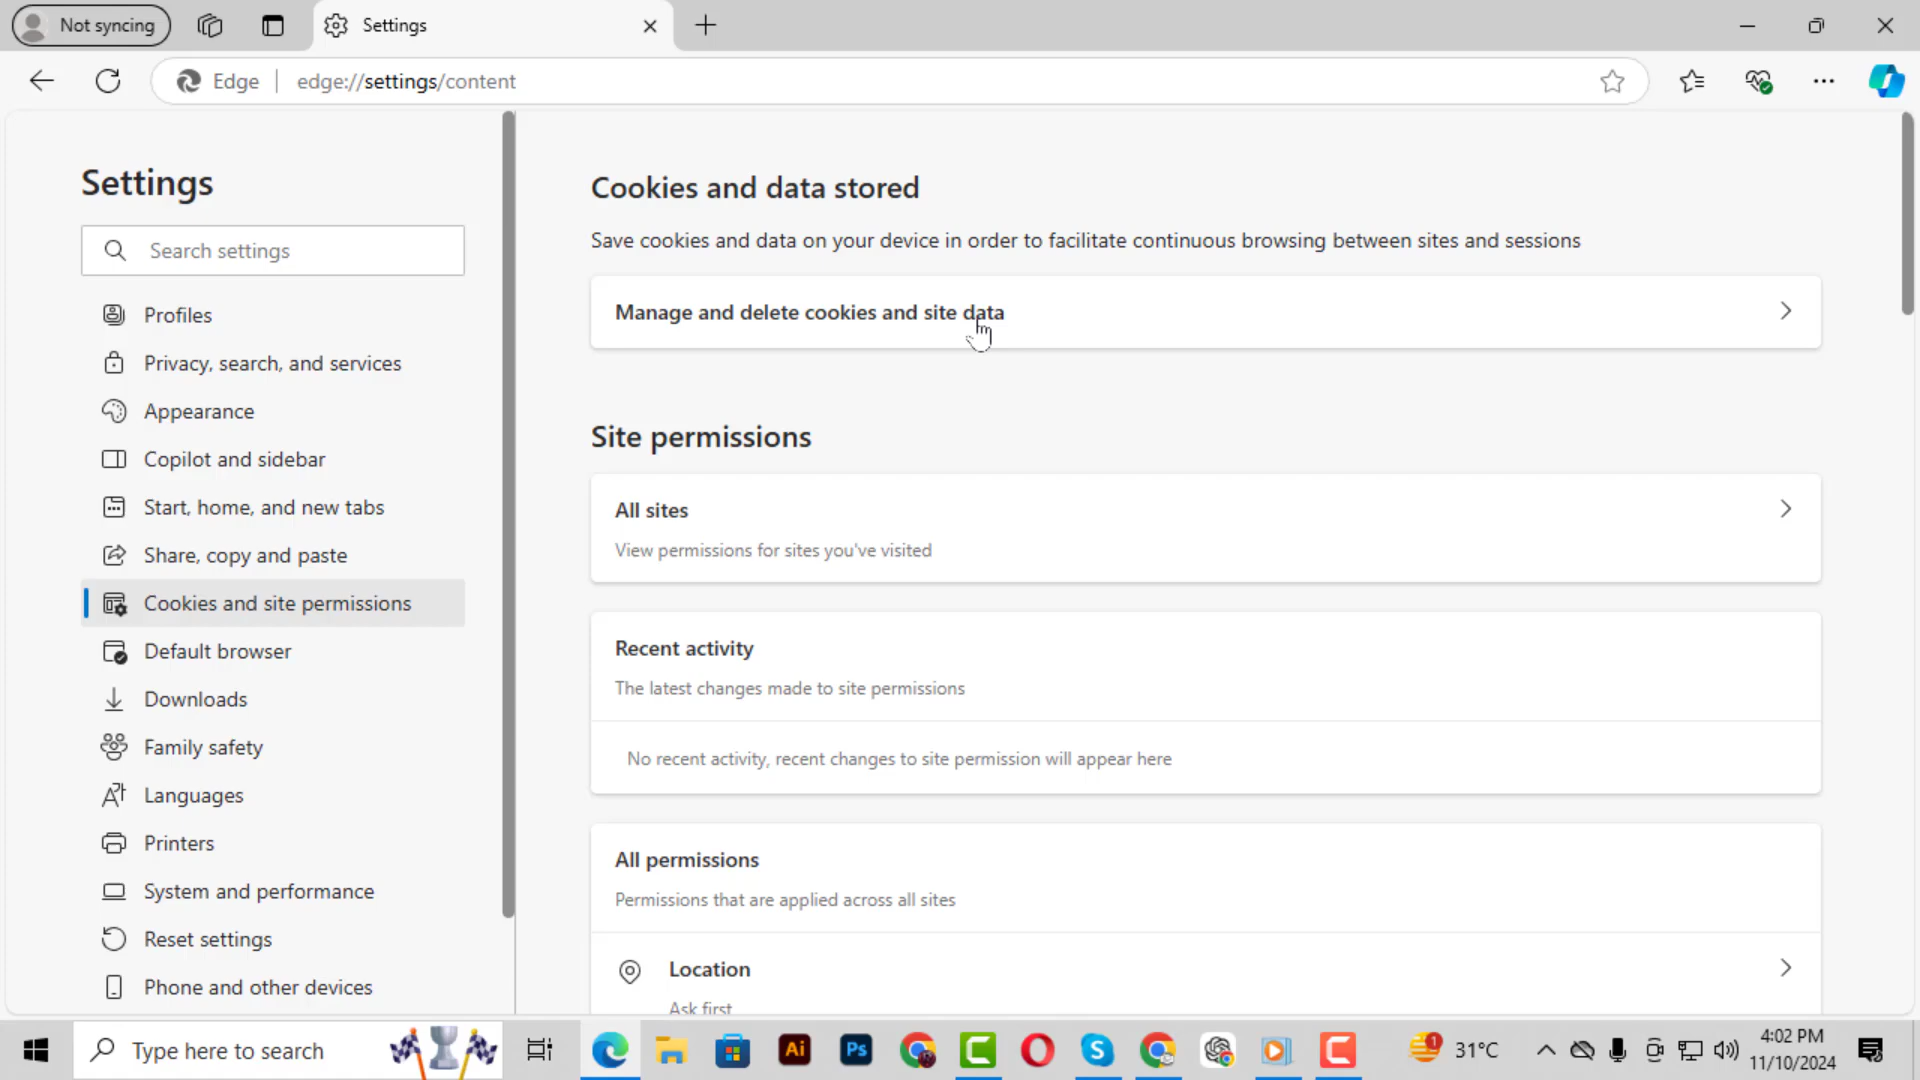 Not syncing
Settings
Edge
edge://settings/content
Settings
Search settings
Profiles
Privacy, search, and services
Appearance
Copilot and sidebar
Start, home, and new tabs
Share, copy and paste
Cookies and site permissions
Default browser
Downloads
Family safety
Languages
Printers
System and performance
Reset settings
Phone and other devices
Cookies and data stored
Save cookies and data on your device in order to facilitate continuous browsing between sites and sessions
Manage and delete cookies and site data
Site permissions
All sites
View permissions for sites you've visited
Recent activity
The latest changes made to site permissions
No recent activity, recent changes to site permission will appear here
All permissions
Permissions that are applied across all sites
Location
Ask first
Type here to search
Ai
Ps
S
1
31°C
4:02 PM
11/10/2024